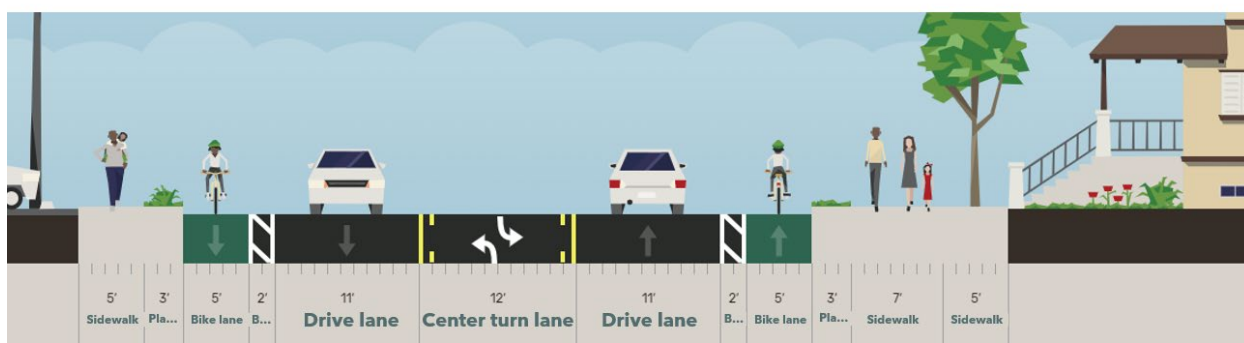 5' 3' 5' 2' 11' 12' 11' 2' 5' 3' 7' 5'
Sidewalk Pla... Bike lane B... Drive lane Center turn lane Drive lane B... Bike lane Pla... Sidewalk Sidewalk